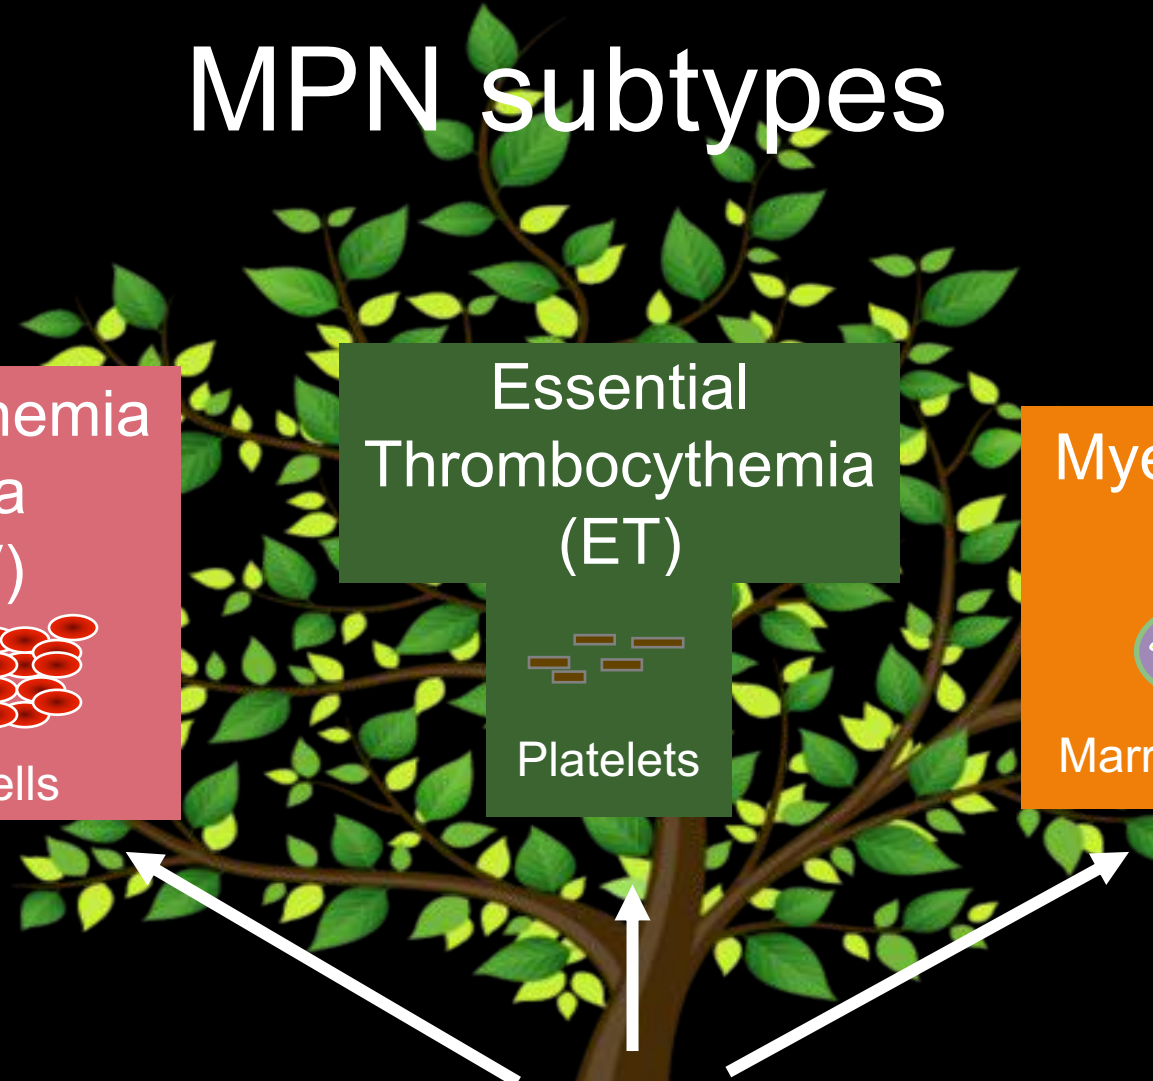 MPN subtypes
hemia
a
)
ells
Essential
Thrombocythemia
(ET)
Platelets
Mye
Marr